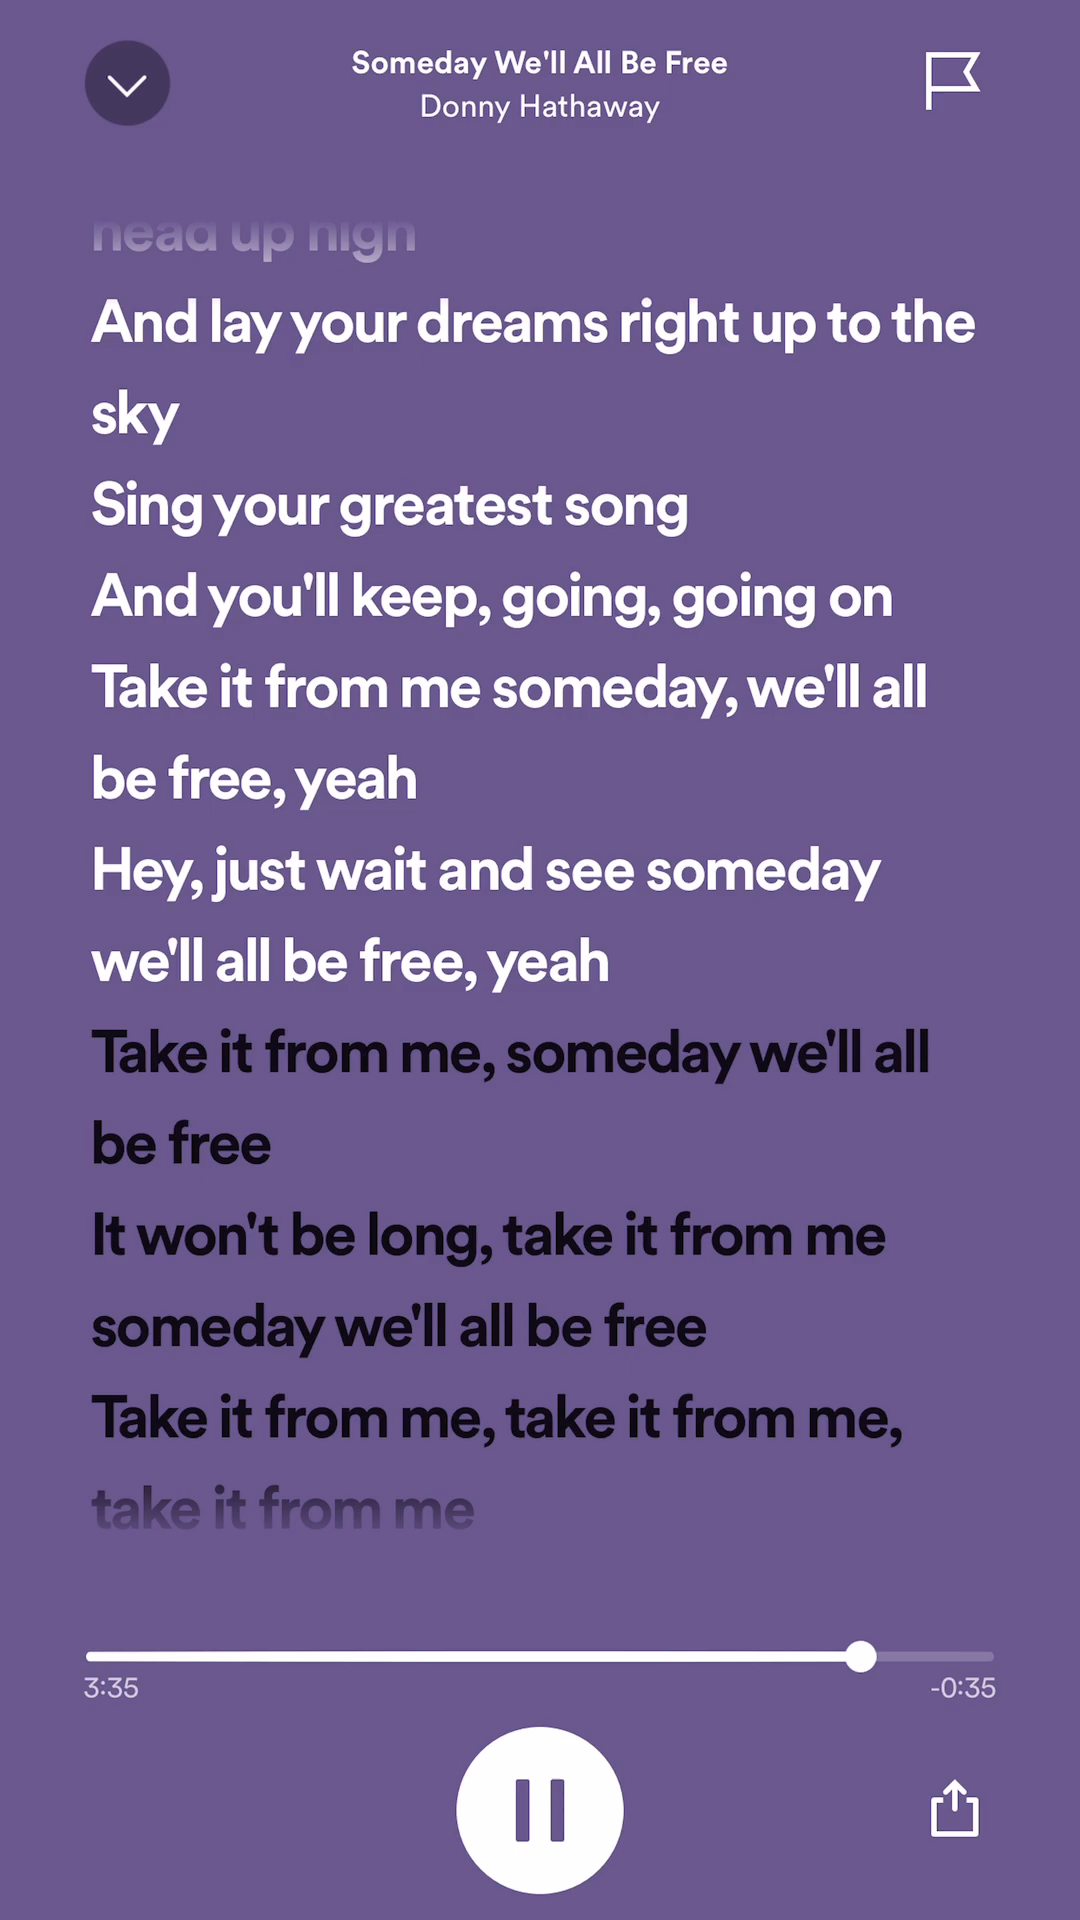 Someday We'll All Be Free
Donny Hathaway
head up high
And lay your dreams right up to the
sky
Sing your greatest song
And you'll keep, going, going on
Take it from me someday, we'll all
be free, yeah
Hey, just wait and see someday
we'll all be free, yeah
Take it from me, someday we'll all
be free
It won't be long, take it from me
someday we'll all be free
Take it from me, take it from me,
take it from me
3:35
-0:35